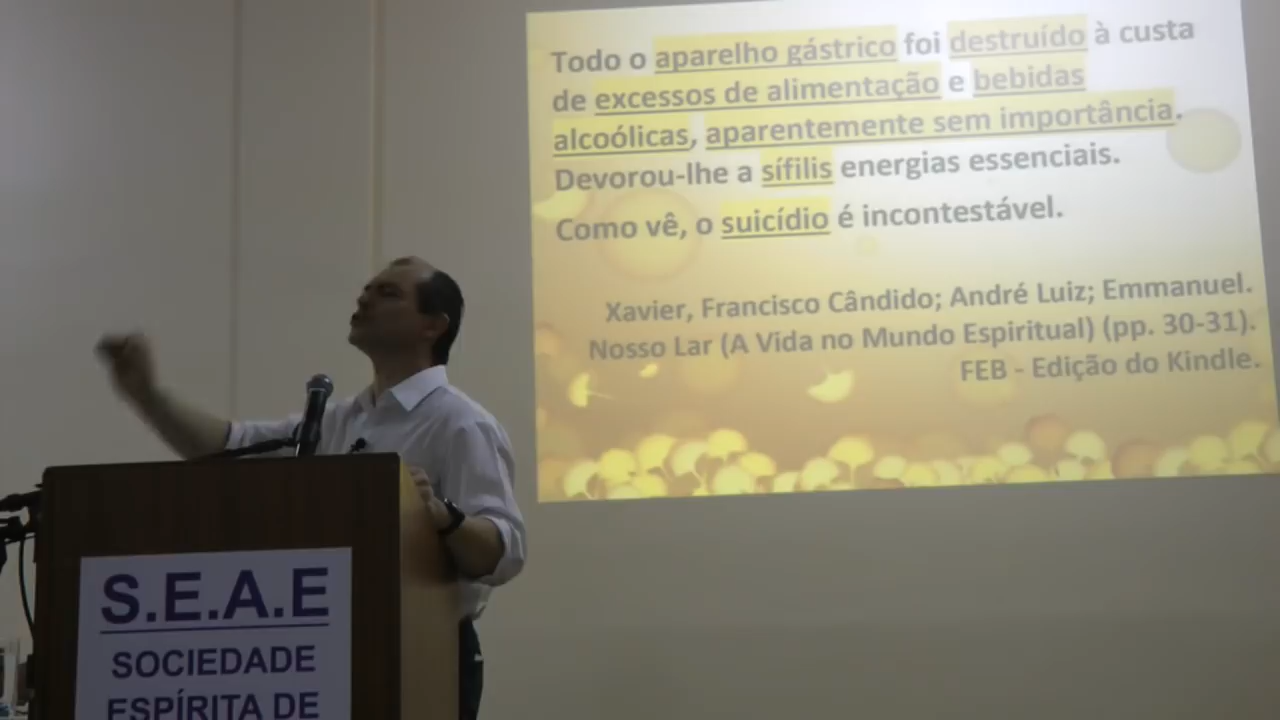 Todo o aparelho gástrico foi destruído à custa
de excessos de alimentação e bebidas
alcoólicas, aparentemente sem importância.
Devorou-lhe a sífilis energias essenciais.
Como vê, o suicídio é incontestável.
Xavier, Francisco Cândido; André Luiz; Emmanuel.
Nosso Lar (A Vida no Mundo Espiritual) (pp. 30-31).
FEB - Edição do Kindle.
S.E.A.E
SOCIEDADE
ESPÍRITA DE